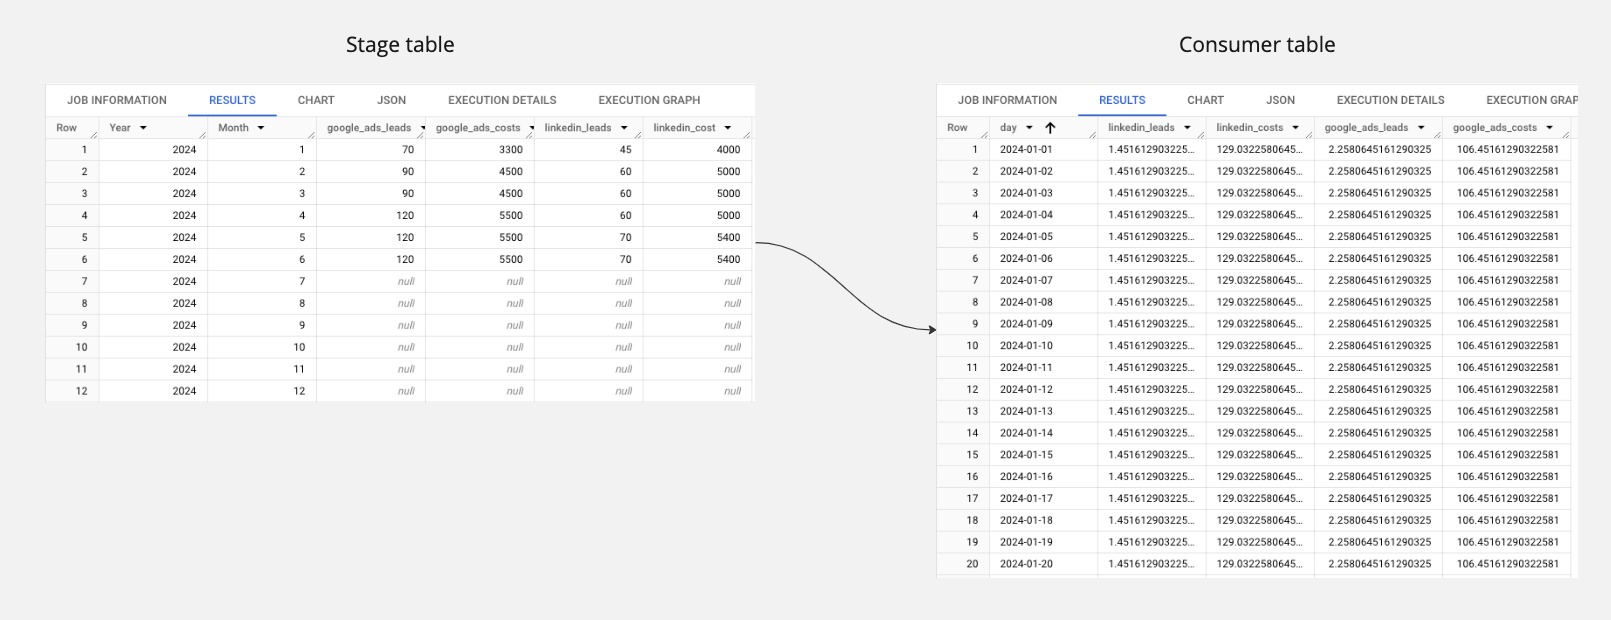 Stage table
JOB INFORMATION RESULTS CHART JSON EXECUTION DETAILS EXECUTION GRAPH
Row Year Month google_ads_leads google_ads_costs linkedin_leads linkedin_cost
1 2024 1 70 3300 45 4000
2 2024 2 90 4500 60 5000
3 2024 3 90 4500 60 5000
4 2024 4 120 5500 60 5000
5 2024 5 120 5500 70 5400
6 2024 6 120 5500 70 5400
7 2024 7 null null null null
8 2024 8 null null null null
9 2024 9 null null null null
10 2024 10 null null null null
11 2024 11 null null null null
12 2024 12 null null null null
Consumer table
JOB INFORMATION RESULTS CHART JSON EXECUTION DETAILS EXECUTION GRAP
Row day linkedin_leads linkedin_costs google_ads_leads google_ads_costs
1 2024-01-01 1.451612903225... 129.0322580645... 2.2580645161290325 106.45161290322581
2 2024-01-02 1.451612903225... 129.0322580645... 2.2580645161290325 106.45161290322581
3 2024-01-03 1.451612903225... 129.0322580645... 2.2580645161290325 106.45161290322581
4 2024-01-04 1.451612903225... 129.0322580645... 2.2580645161290325 106.45161290322581
5 2024-01-05 1.451612903225... 129.0322580645... 2.2580645161290325 106.45161290322581
6 2024-01-06 1.451612903225... 129.0322580645... 2.2580645161290325 106.45161290322581
7 2024-01-07 1.451612903225... 129.0322580645... 2.2580645161290325 106.45161290322581
8 2024-01-08 1.451612903225... 129.0322580645... 2.2580645161290325 106.45161290322581
9 2024-01-09 1.451612903225... 129.0322580645... 2.2580645161290325 106.45161290322581
10 2024-01-10 1.451612903225... 129.0322580645... 2.2580645161290325 106.45161290322581
11 2024-01-11 1.451612903225... 129.0322580645... 2.2580645161290325 106.45161290322581
12 2024-01-12 1.451612903225... 129.0322580645... 2.2580645161290325 106.45161290322581
13 2024-01-13 1.451612903225... 129.0322580645... 2.2580645161290325 106.45161290322581
14 2024-01-14 1.451612903225... 129.0322580645... 2.2580645161290325 106.45161290322581
15 2024-01-15 1.451612903225... 129.0322580645... 2.2580645161290325 106.45161290322581
16 2024-01-16 1.451612903225... 129.0322580645... 2.2580645161290325 106.45161290322581
17 2024-01-17 1.451612903225... 129.0322580645... 2.2580645161290325 106.45161290322581
18 2024-01-18 1.451612903225... 129.0322580645... 2.2580645161290325 106.45161290322581
19 2024-01-19 1.451612903225... 129.0322580645... 2.2580645161290325 106.45161290322581
20 2024-01-20 1.451612903225... 129.0322580645... 2.2580645161290325 106.45161290322581